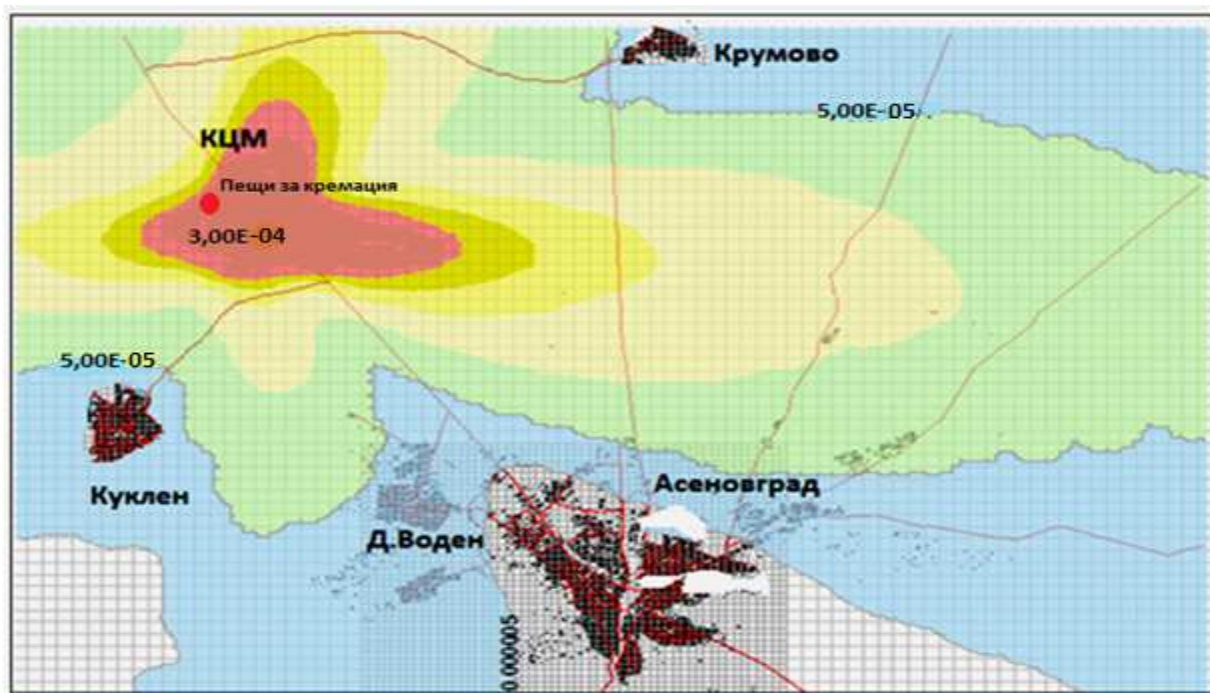 Крумово
5,00E-05
КЦМ
Пещи за кремация
3,00E-04
5,00E-05
Куклен
Асеновград
Д.Воден
0.000005